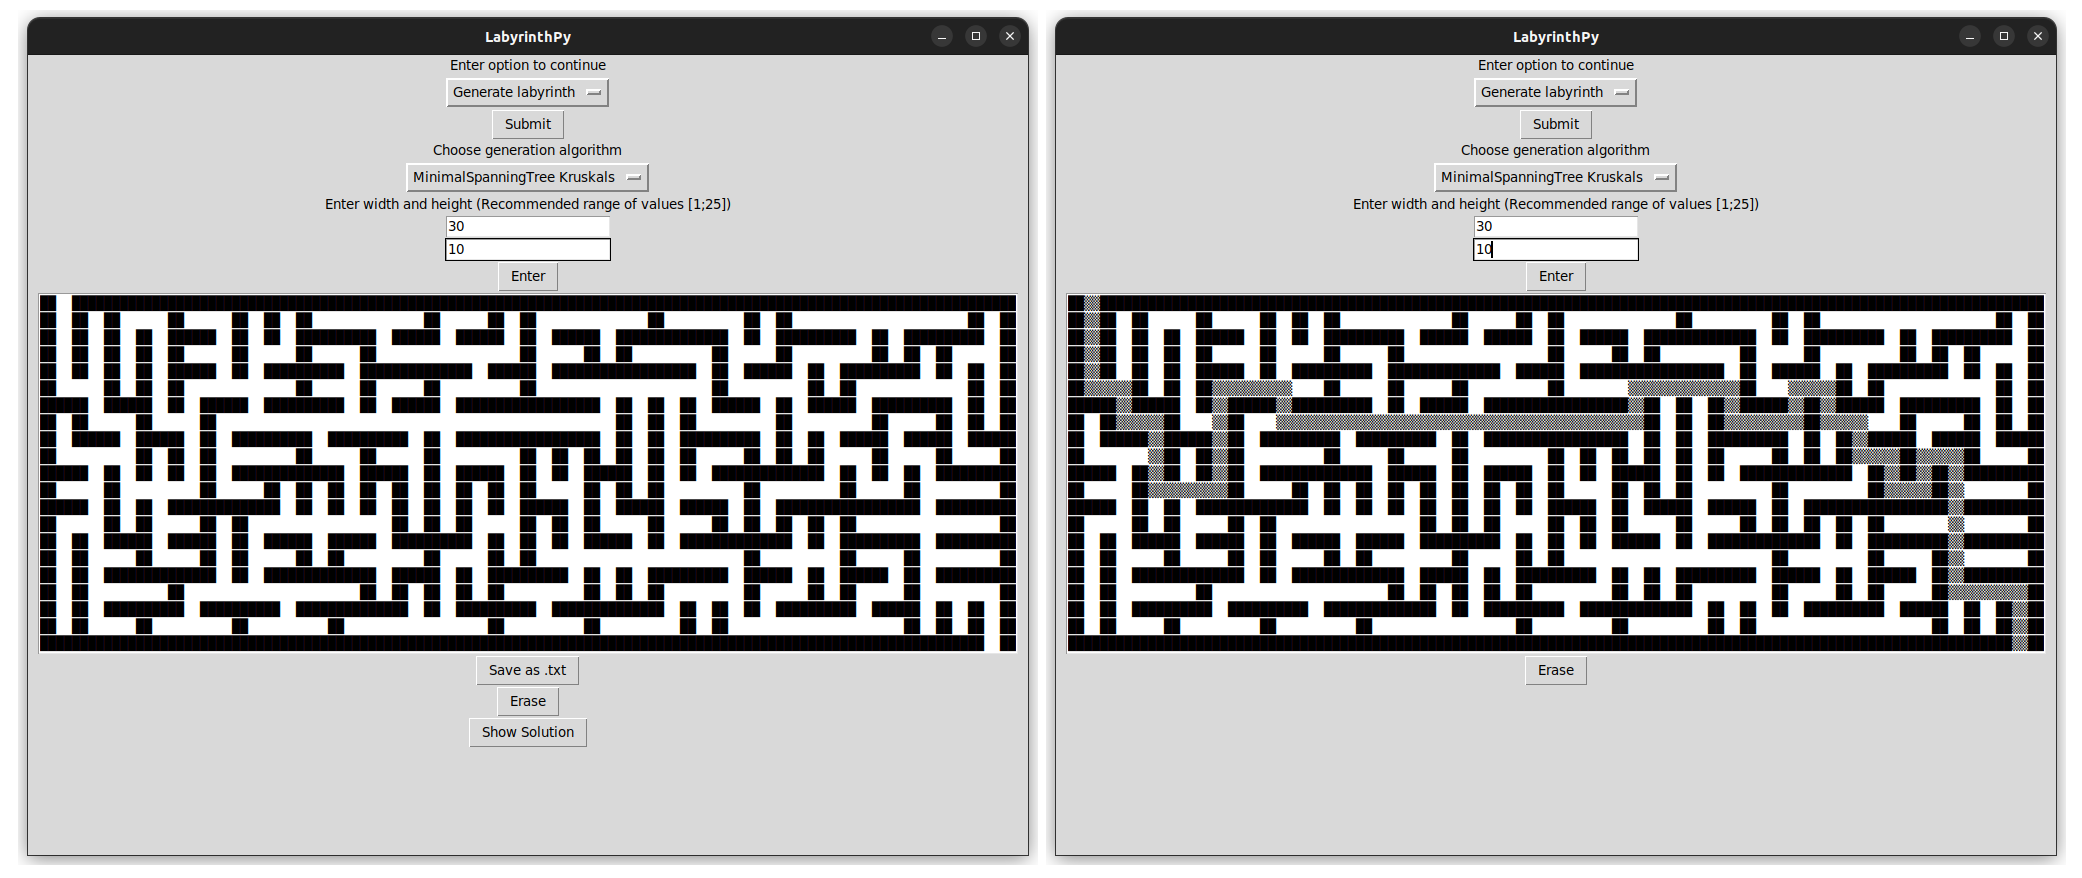 LabyrinthPy
Enter option to continue
Generate labyrinth
Submit
Choose generation algorithm
MinimalSpanningTree Kruskals
Enter width and height (Recommended range of values [1;25])
30
10
Enter
Save as .txt
Erase
Show Solution
LabyrinthPy
Enter option to continue
Generate labyrinth
Submit
Choose generation algorithm
MinimalSpanningTree Kruskals
Enter width and height (Recommended range of values [1;25])
30
10
Enter
Erase